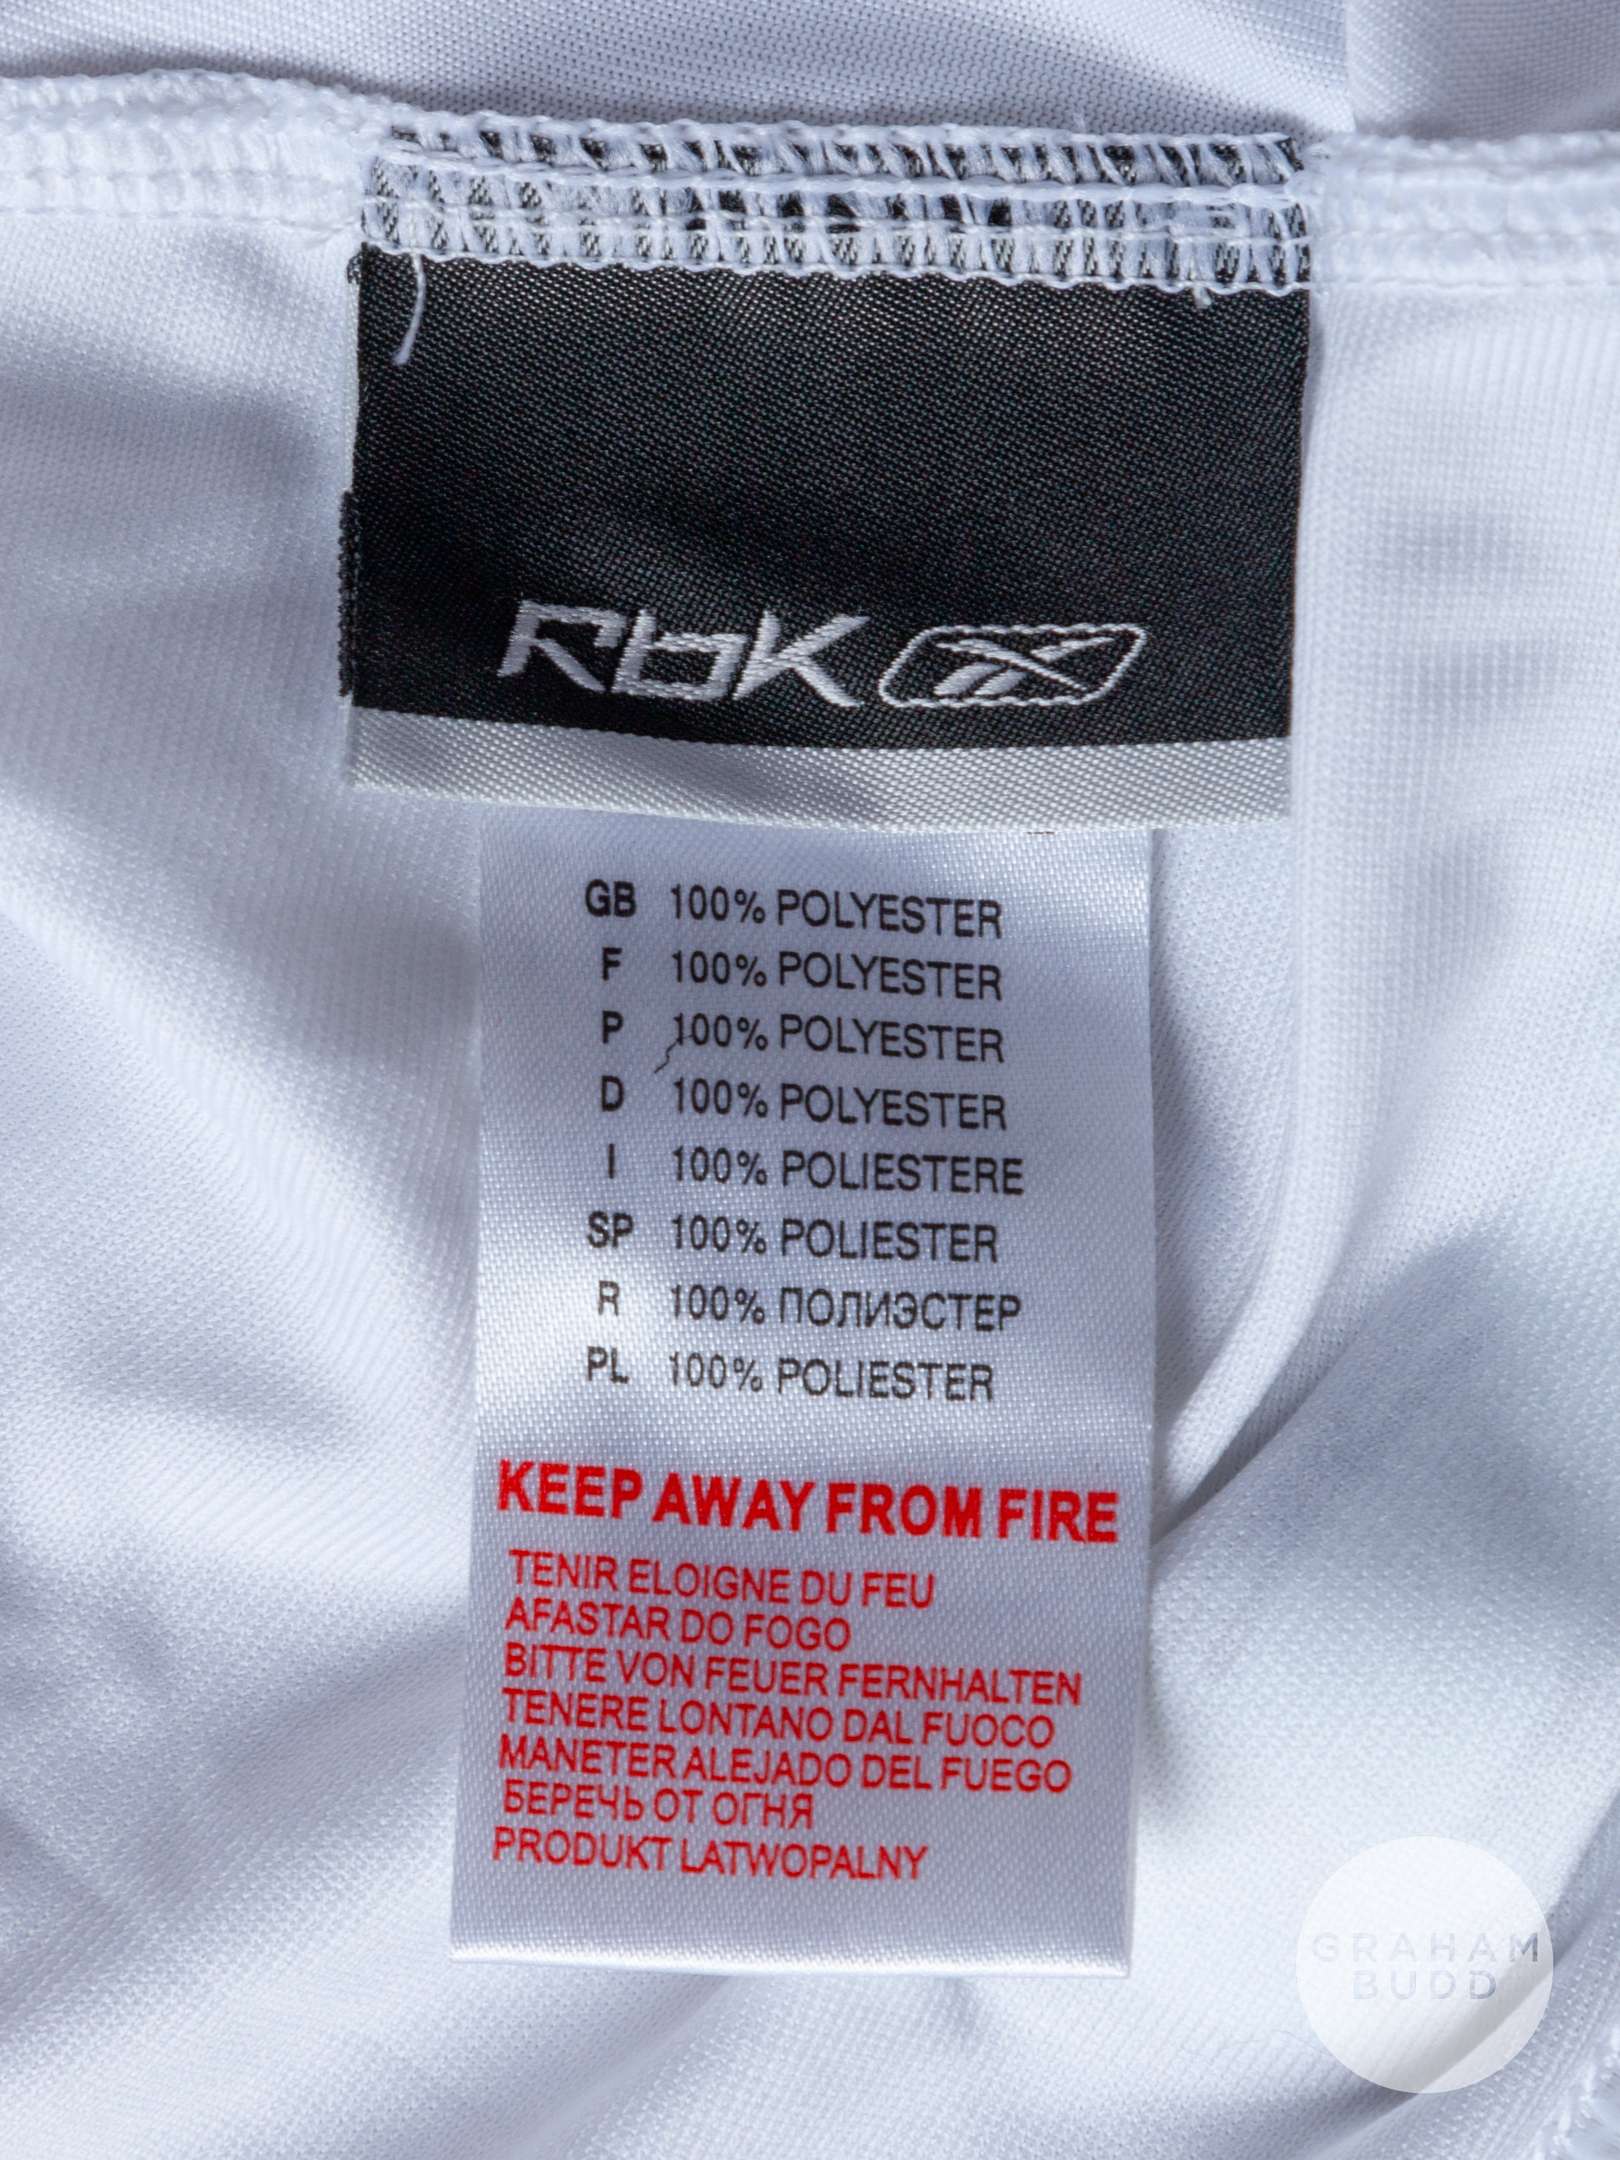 RbK
GB 100% POLYESTER
F 100% POLYESTER
P 100% POLYESTER
D 100% POLYESTER
I 100% POLIESTERE
SP 100% POLIESTER
R 100% ПОЛИЭСТЕР
PL 100% POLIESTER
KEEP AWAY FROM FIRE
TENIR ELOIGNE DU FEU
AFASTAR DO FOGO
BITTE VON FEUER FERNHALTEN
TENERE LONTANO DAL FUOCO
MANETER ALEJADO DEL FUEGO
БЕРЕЧЬ ОТ ОГНЯ
PRODUKT LATWOPALNY
GRAHAM
BUDD